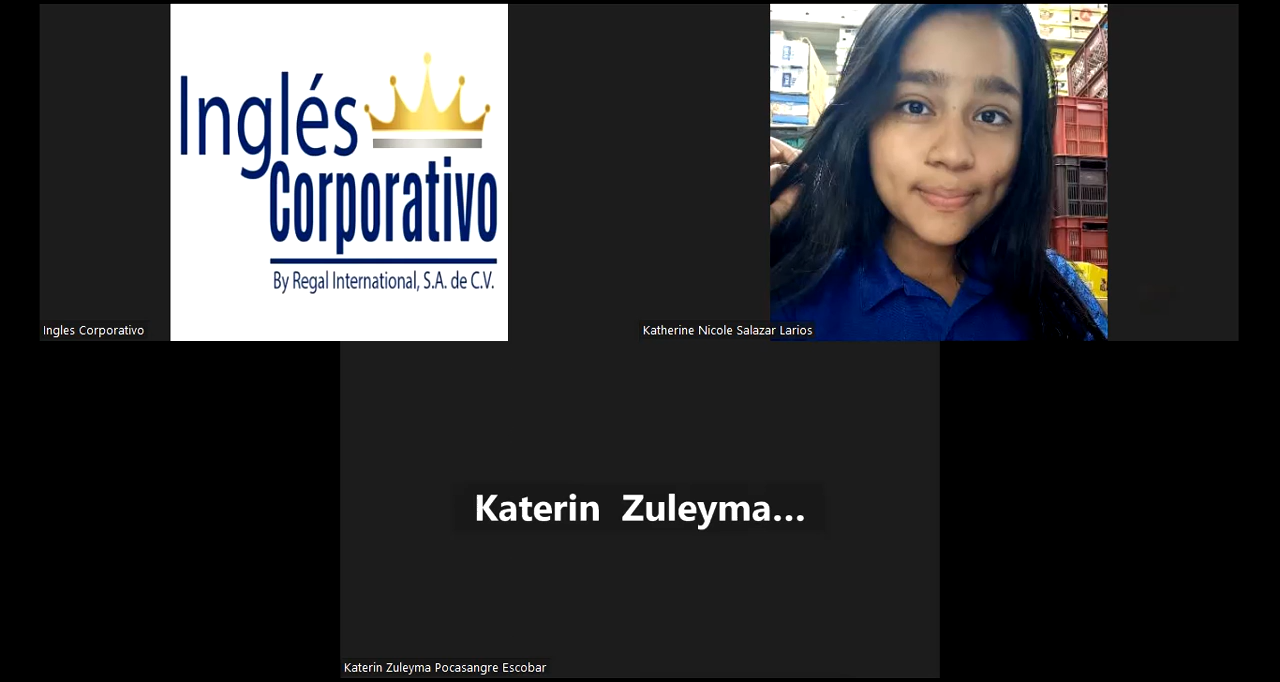 Inglés
Corporativo
By Regal International, S.A. de C.V.
Ingles Corporativo
Katherine Nicole Salazar Larios
Katerin Zuleyma...
Katerin Zuleyma Pocasangre Escobar